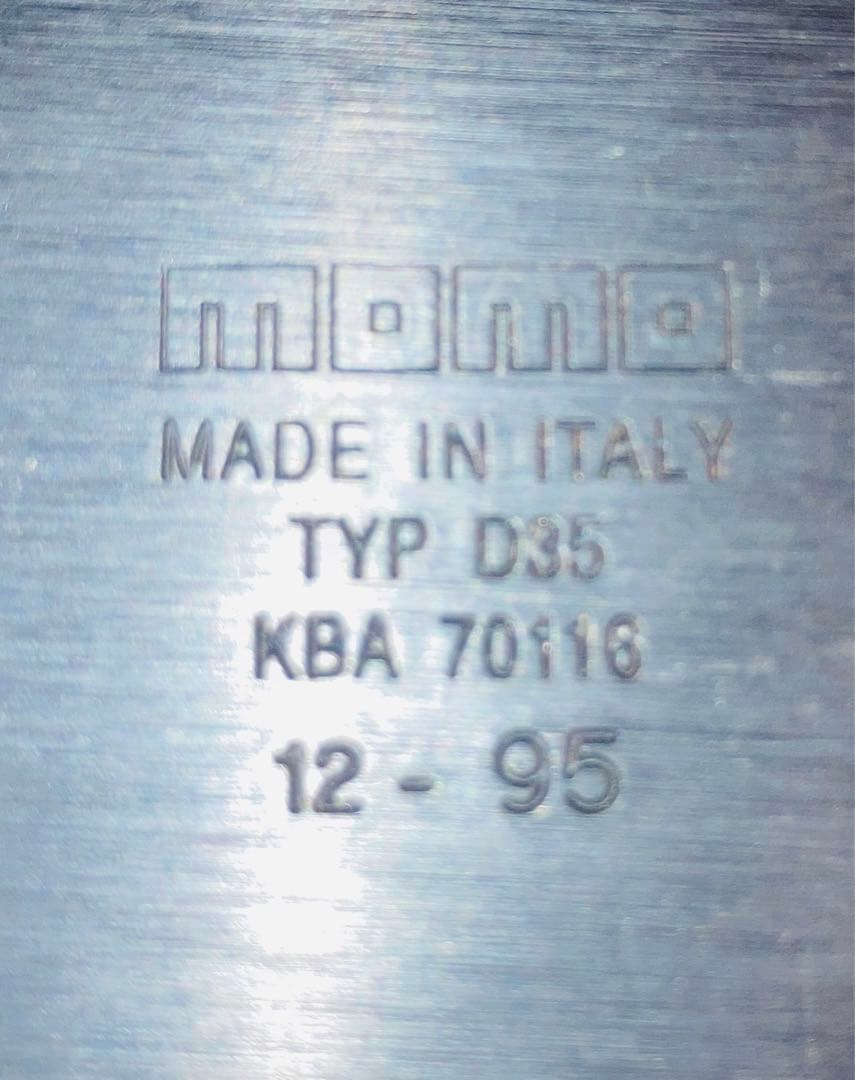 momo
MADE IN ITALY
TYP D35
KBA 70116
12 - 95